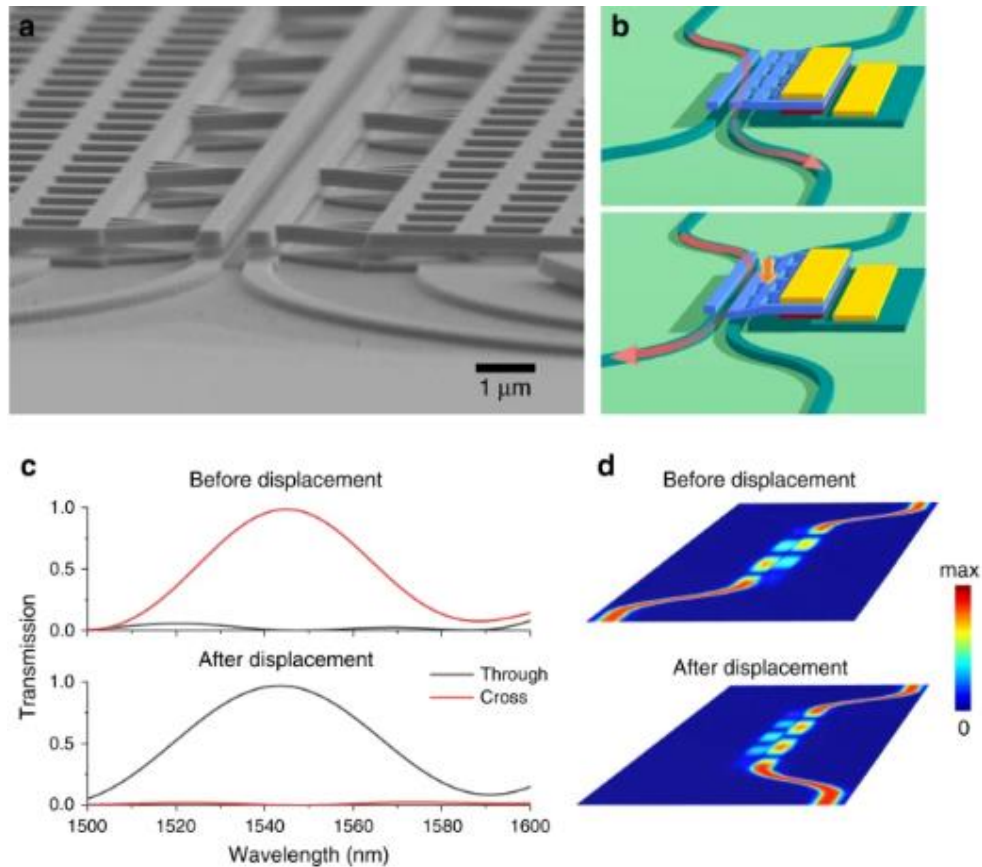 a
1 μm
b
c
Before displacement
1.0
0.5
0.0
After displacement
1.0
Through
Cross
0.5
0.0
1500
1520
1540
1560
1580
1600
Transmission
Wavelength (nm)
d
Before displacement
After displacement
max
0